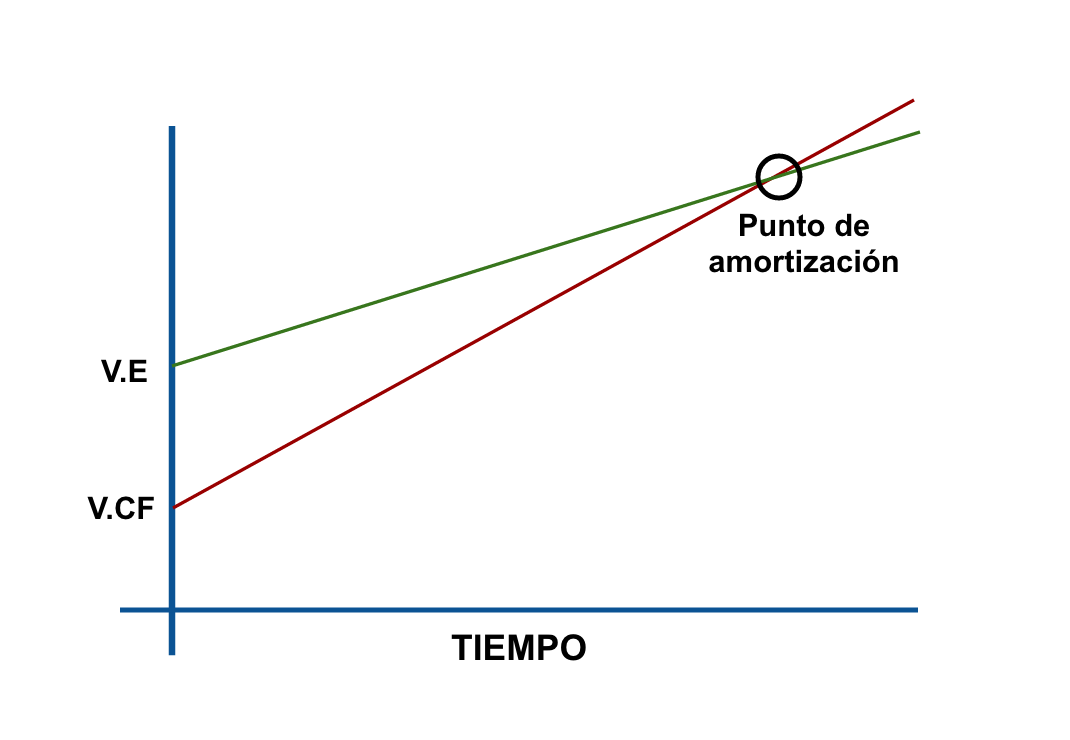 Punto de
amortización
V.E
V.CF
TIEMPO